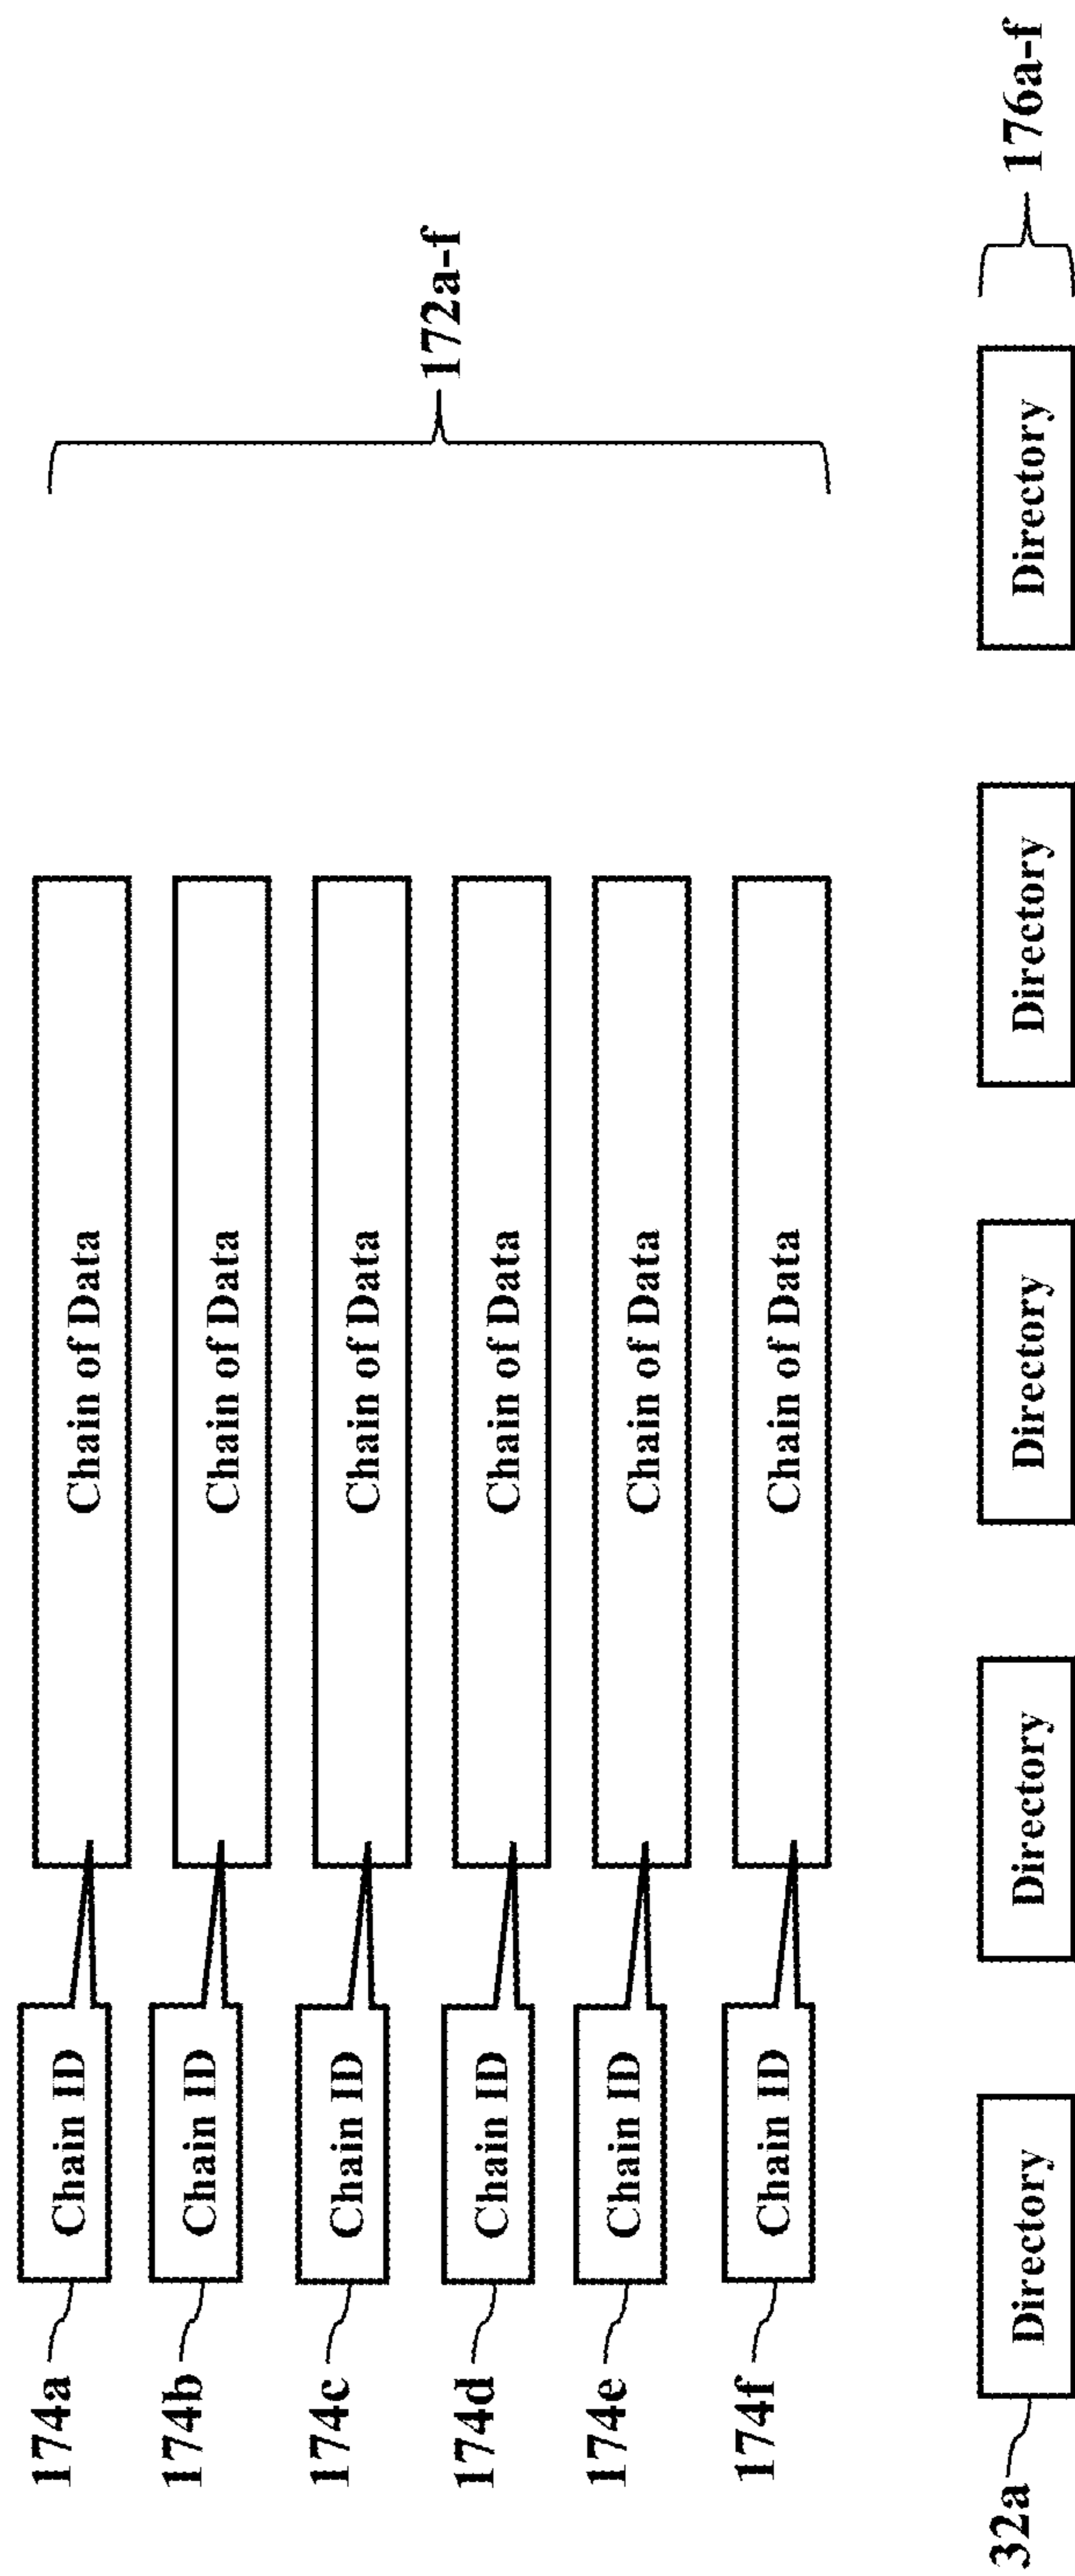 174a Chain ID Chain of Data
174b Chain ID Chain of Data
174c Chain ID Chain of Data
174d Chain ID Chain of Data
174e Chain ID Chain of Data
174f Chain ID Chain of Data
172a-f
32a Directory Directory Directory Directory Directory 176a-f